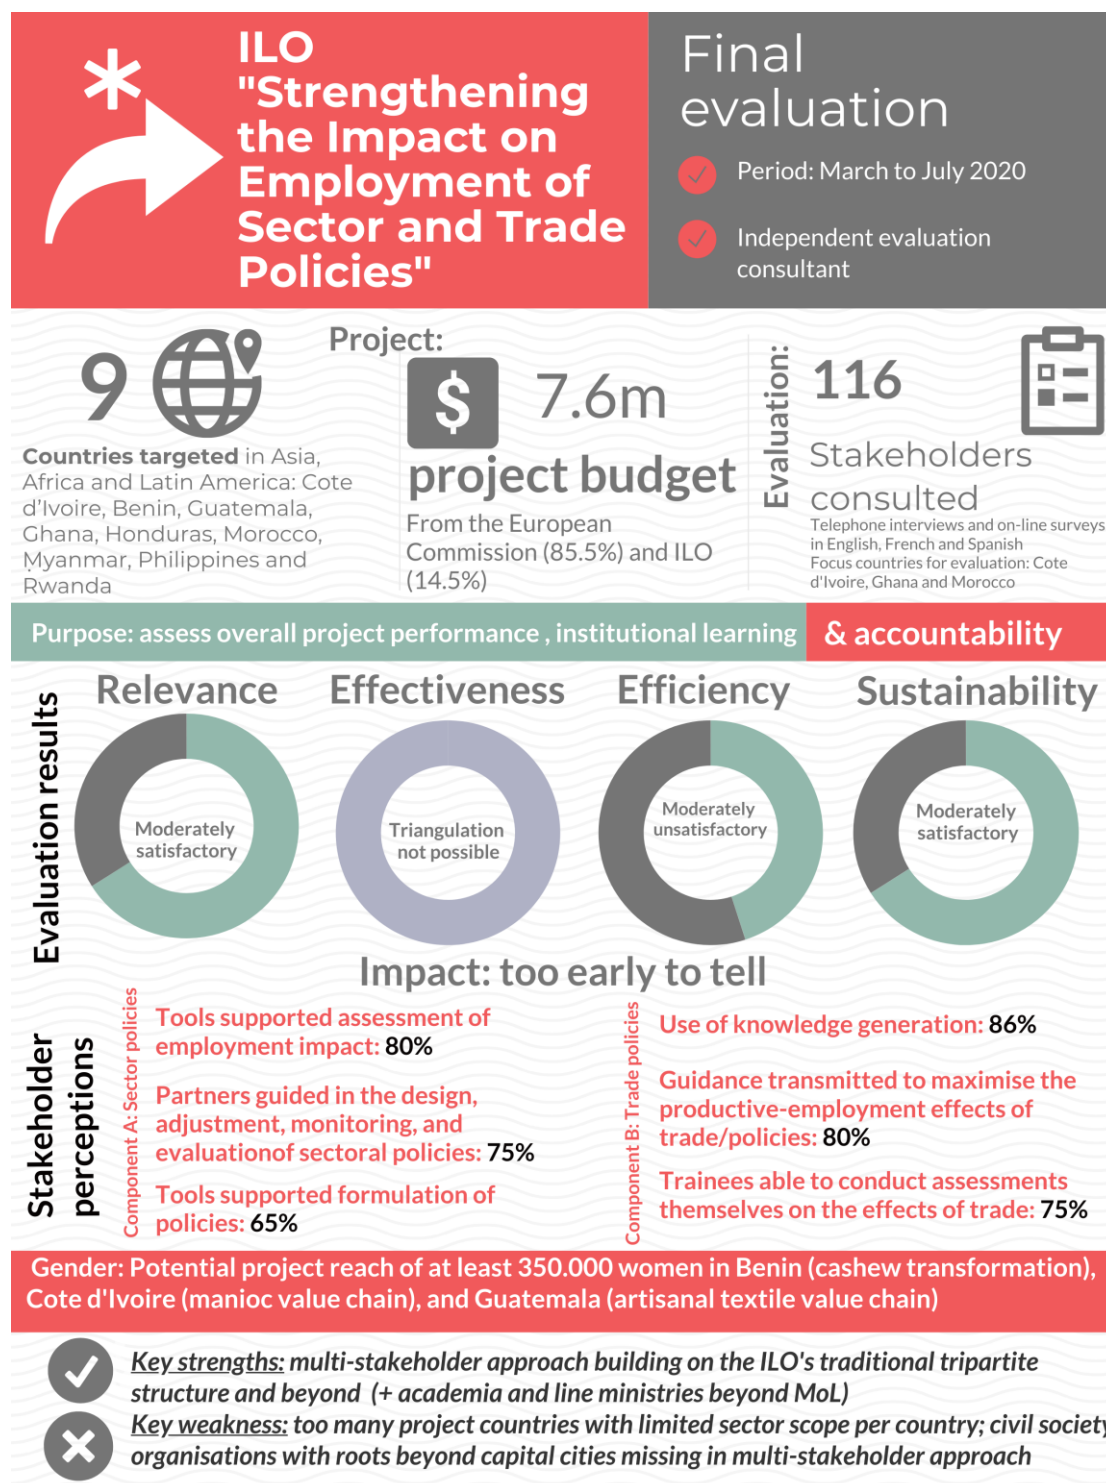 ILO
"Strengthening
the Impact on
Employment of
Sector and Trade
Policies"
Final
evaluation
Period: March to July 2020
Independent evaluation
consultant
9
Countries targeted in Asia,
Africa and Latin America: Cote
d'Ivoire, Benin, Guatemala,
Ghana, Honduras, Morocco,
Myanmar, Philippines and
Rwanda
Project:
$ 7.6m
project budget
From the European
Commission (85.5%) and ILO
(14.5%)
Evaluation:
116
Stakeholders
consulted
Telephone interviews and on-line surveys
in English, French and Spanish
Focus countries for evaluation: Cote
d'Ivoire, Ghana and Morocco
Purpose: assess overall project performance , institutional learning & accountability
Evaluation results
Relevance
Moderately
satisfactory
Effectiveness
Triangulation
not possible
Efficiency
Moderately
unsatisfactory
Sustainability
Moderately
satisfactory
Impact: too early to tell
Stakeholder
perceptions
Component A: Sector policies
Tools supported assessment of
employment impact: 80%
Partners guided in the design,
adjustment, monitoring, and
evaluationof sectoral policies: 75%
Tools supported formulation of
policies: 65%
Component B: Trade policies
Use of knowledge generation: 86%
Guidance transmitted to maximise the
productive-employment effects of
trade/policies: 80%
Trainees able to conduct assessments
themselves on the effects of trade: 75%
Gender: Potential project reach of at least 350.000 women in Benin (cashew transformation),
Cote d'Ivoire (manioc value chain), and Guatemala (artisanal textile value chain)
Key strengths: multi-stakeholder approach building on the ILO's traditional tripartite
structure and beyond (+ academia and line ministries beyond MoL)
Key weakness: too many project countries with limited sector scope per country; civil society
organisations with roots beyond capital cities missing in multi-stakeholder approach